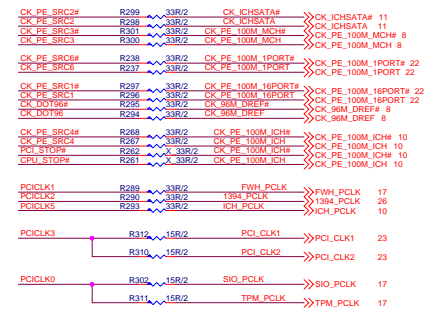 CK_PE_SRC2# R299 33R/2 CK_ICHSATA CK_ICHSATA# 11
CK_PE_SRC2 R298 33R/2 CK_ICHSATA CK_ICHSATA 11
CK_PE_SRC3# R301 33R/2 CK_PE_100M_MCH# CK_PE_100M_MCH# 8
CK_PE_SRC3 R300 33R/2 CK_PE_100M_MCH CK_PE_100M_MCH 8
CK_PE_SRC6# R238 33R/2 CK_PE_100M_1PORT# CK_PE_100M_1PORT# 22
CK_PE_SRC6 R237 33R/2 CK_PE_100M_1PORT CK_PE_100M_1PORT 22
CK_PE_SRC1# R297 33R/2 CK_PE_100M_16PORT# CK_PE_100M_16PORT# 22
CK_PE_SRC1 R296 33R/2 CK_PE_100M_16PORT CK_PE_100M_16PORT 22
CK_DOT96# R295 33R/2 CK_96M_DREF# CK_96M_DREF# 8
CK_DOT96 R294 33R/2 CK_96M_DREF CK_96M_DREF 8
CK_PE_SRC4# R268 33R/2 CK_PE_100M_ICH# CK_PE_100M_ICH# 10
CK_PE_SRC4 R267 33R/2 CK_PE_100M_ICH CK_PE_100M_ICH 10
PCI_STOP# R262 X_33R/2 CK_PE_100M_ICH# CK_PE_100M_ICH# 10
CPU_STOP# R261 X_33R/2 CK_PE_100M_ICH CK_PE_100M_ICH 10
PCICLK1 R289 33R/2 FWH_PCLK FWH_PCLK 17
PCICLK2 R290 33R/2 1394_PCLK 1394_PCLK 26
PCICLK5 R293 33R/2 ICH_PCLK ICH_PCLK 10
PCICLK3 R312 15R/2 PCI_CLK1 PCI_CLK1 23
R310 15R/2 PCI_CLK2 PCI_CLK2 23
PCICLK0 R302 15R/2 SIO_PCLK SIO_PCLK 17
R311 15R/2 TPM_PCLK TPM_PCLK 17